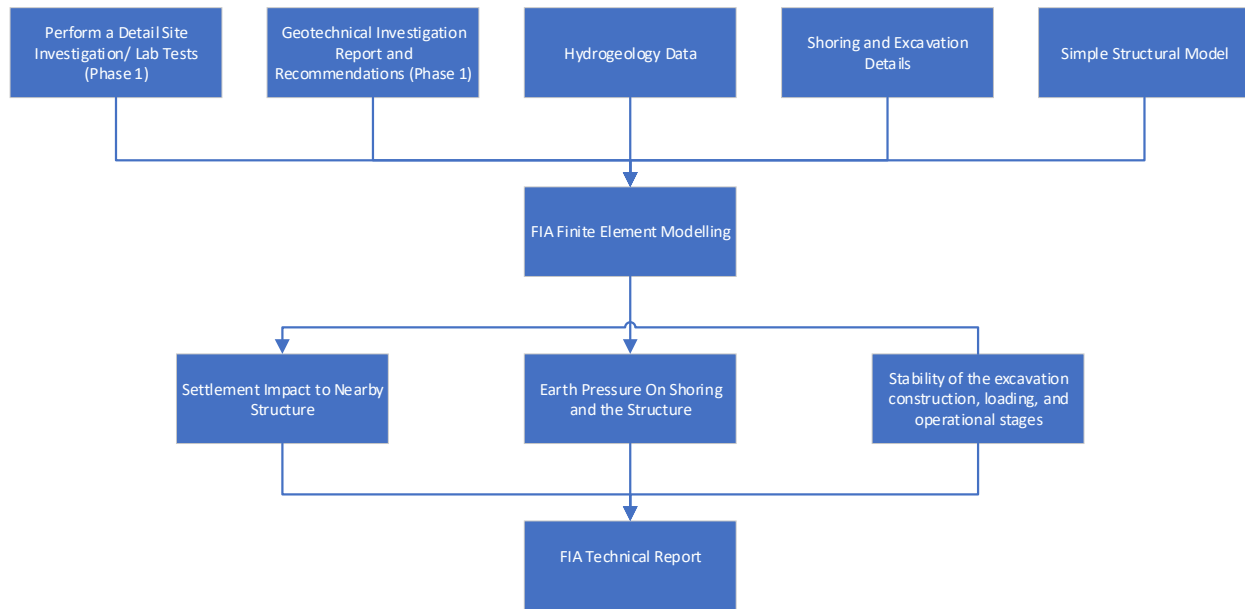 Perform a Detail Site
Investigation/ Lab Tests
(Phase 1)
Geotechnical Investigation
Report and
Recommendations (Phase 1)
Hydrogeology Data
Shoring and Excavation
Details
Simple Structural Model
FIA Finite Element Modelling
Settlement Impact to Nearby
Structure
Earth Pressure On Shoring
and the Structure
Stability of the excavation
construction, loading, and
operational stages
FIA Technical Report